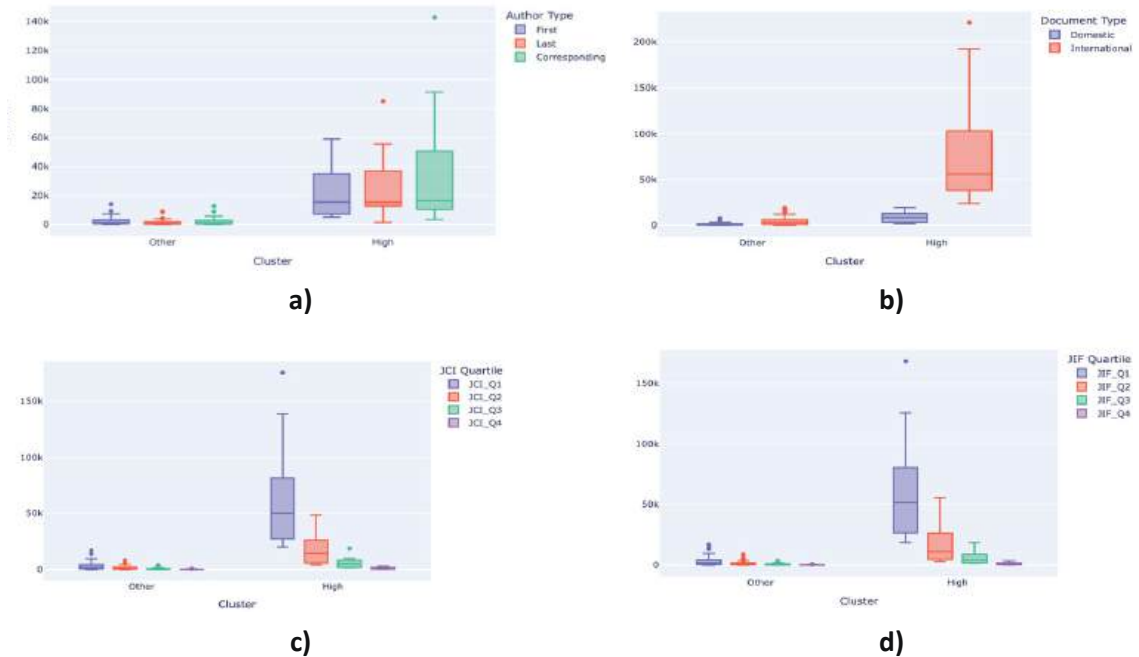 Author Type
First
Last
Corresponding
140k
120k
100k
80k
60k
40k
20k
0
Other
High
Cluster
a)
Document Type
Domestic
International
200k
150k
100k
50k
0
Other
High
Cluster
b)
JCI Quartile
JCI_Q1
JCI_Q2
JCI_Q3
JCI_Q4
150k
100k
50k
0
Other
High
Cluster
c)
JIF Quartile
JIF_Q1
JIF_Q2
JIF_Q3
JIF_Q4
150k
100k
50k
0
Other
High
Cluster
d)